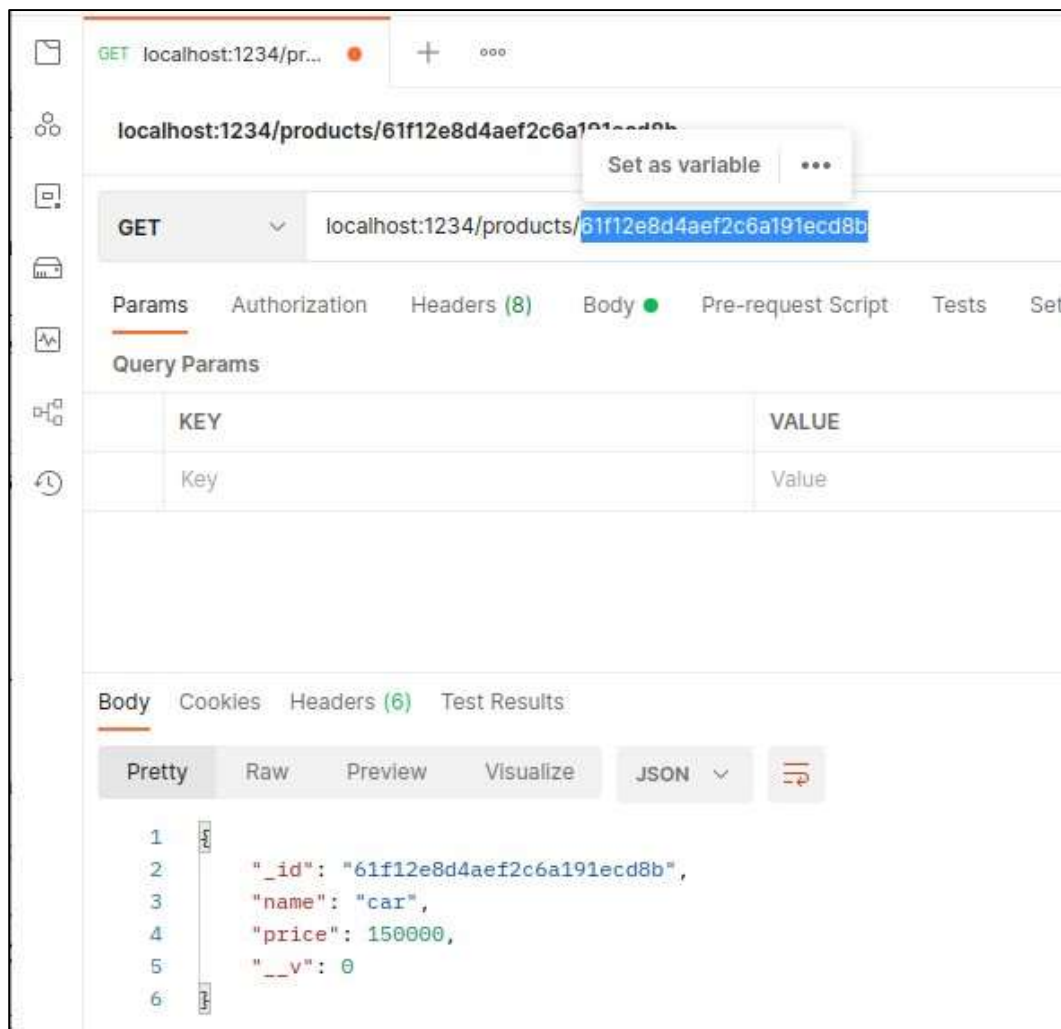 GET localhost:1234/pr...
localhost:1234/products/61f12e8d4aef2c6a191ecd8b
Set as variable
GET localhost:1234/products/61f12e8d4aef2c6a191ecd8b
Params Authorization Headers (8) Body Pre-request Script Tests Set
Query Params
KEY VALUE
Key Value
Body Cookies Headers (6) Test Results
Pretty Raw Preview Visualize JSON
1 {
2 "_id": "61f12e8d4aef2c6a191ecd8b",
3 "name": "car",
4 "price": 150000,
5 "__v": 0
6 }